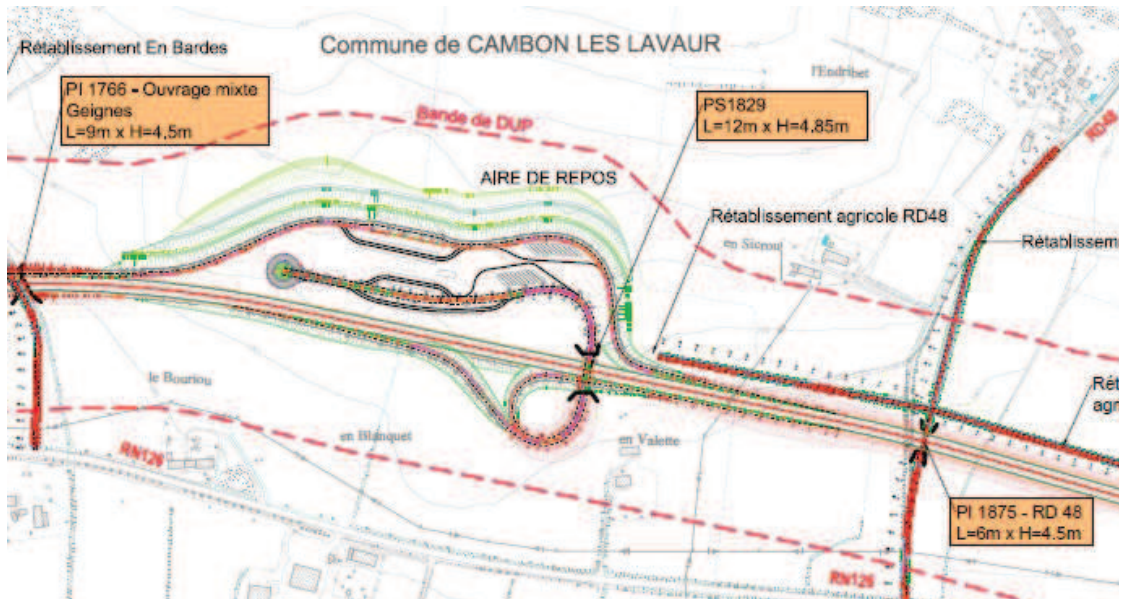 Rétablissement En Bardes
Commune de CAMBON LES LAVAUR
l'Endribet
PI 1766 - Ouvrage mixte
Geignes
L=9m x H=4.5m
PS1829
L=12m x H=4.85m
Bande de DUP
RD48
AIRE DE REPOS
Rétablissement agricole RD48
en Sicrou
Rétablissem
le Bouriou
Rét
agr
en Blanquet
en Valette
RN126
PI 1875 - RD 48
L=6m x H=4.5m
RN126